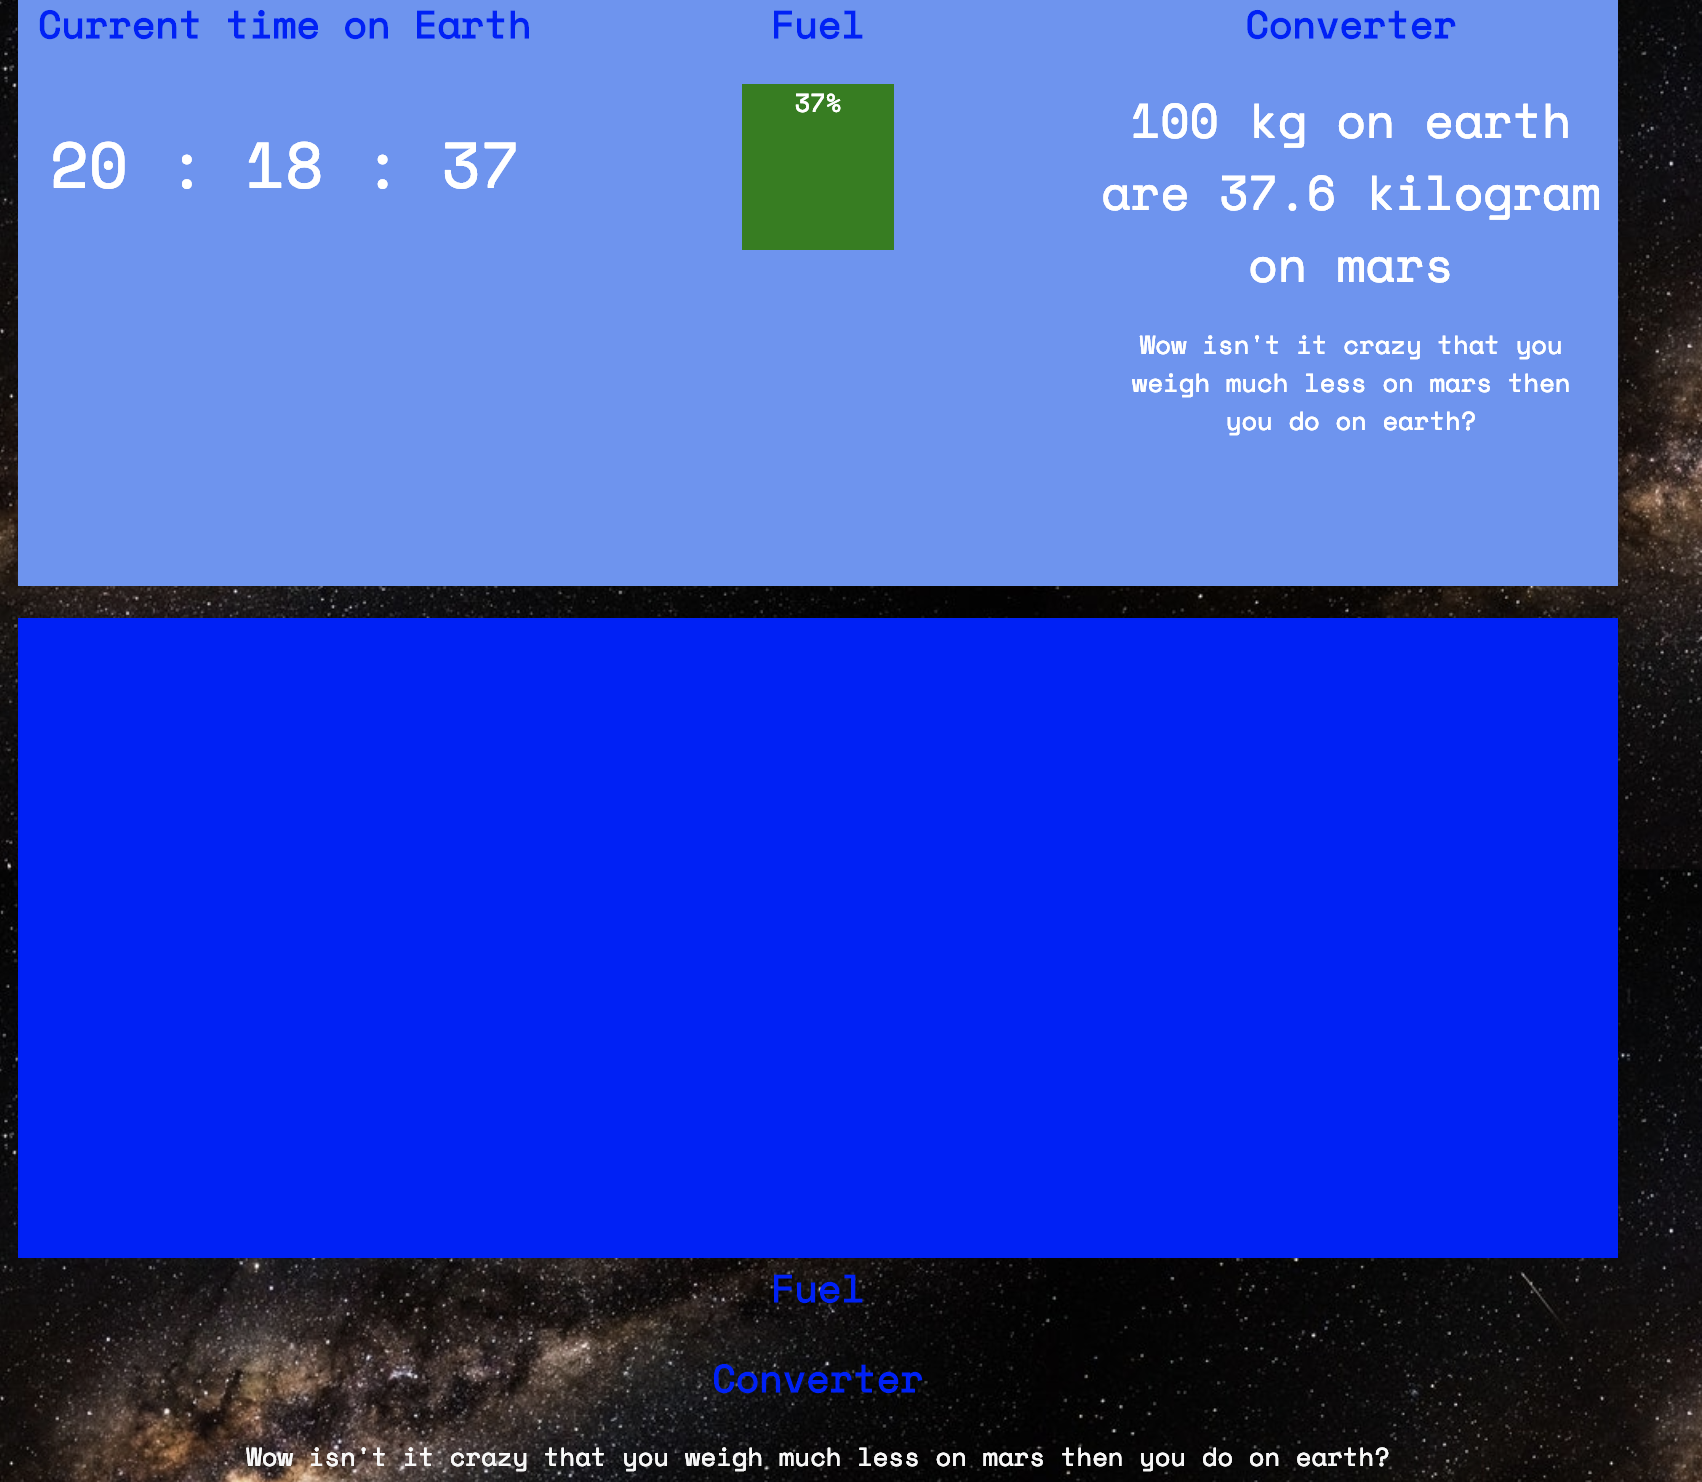 Current time on Earth
20 : 18 : 37
Fuel
37%
Converter
100 kg on earth
are 37.6 kilogram
on mars
Wow isn't it crazy that you
weigh much less on mars then
you do on earth?
Fuel
Converter
Wow isn't it crazy that you weigh much less on mars then you do on earth?